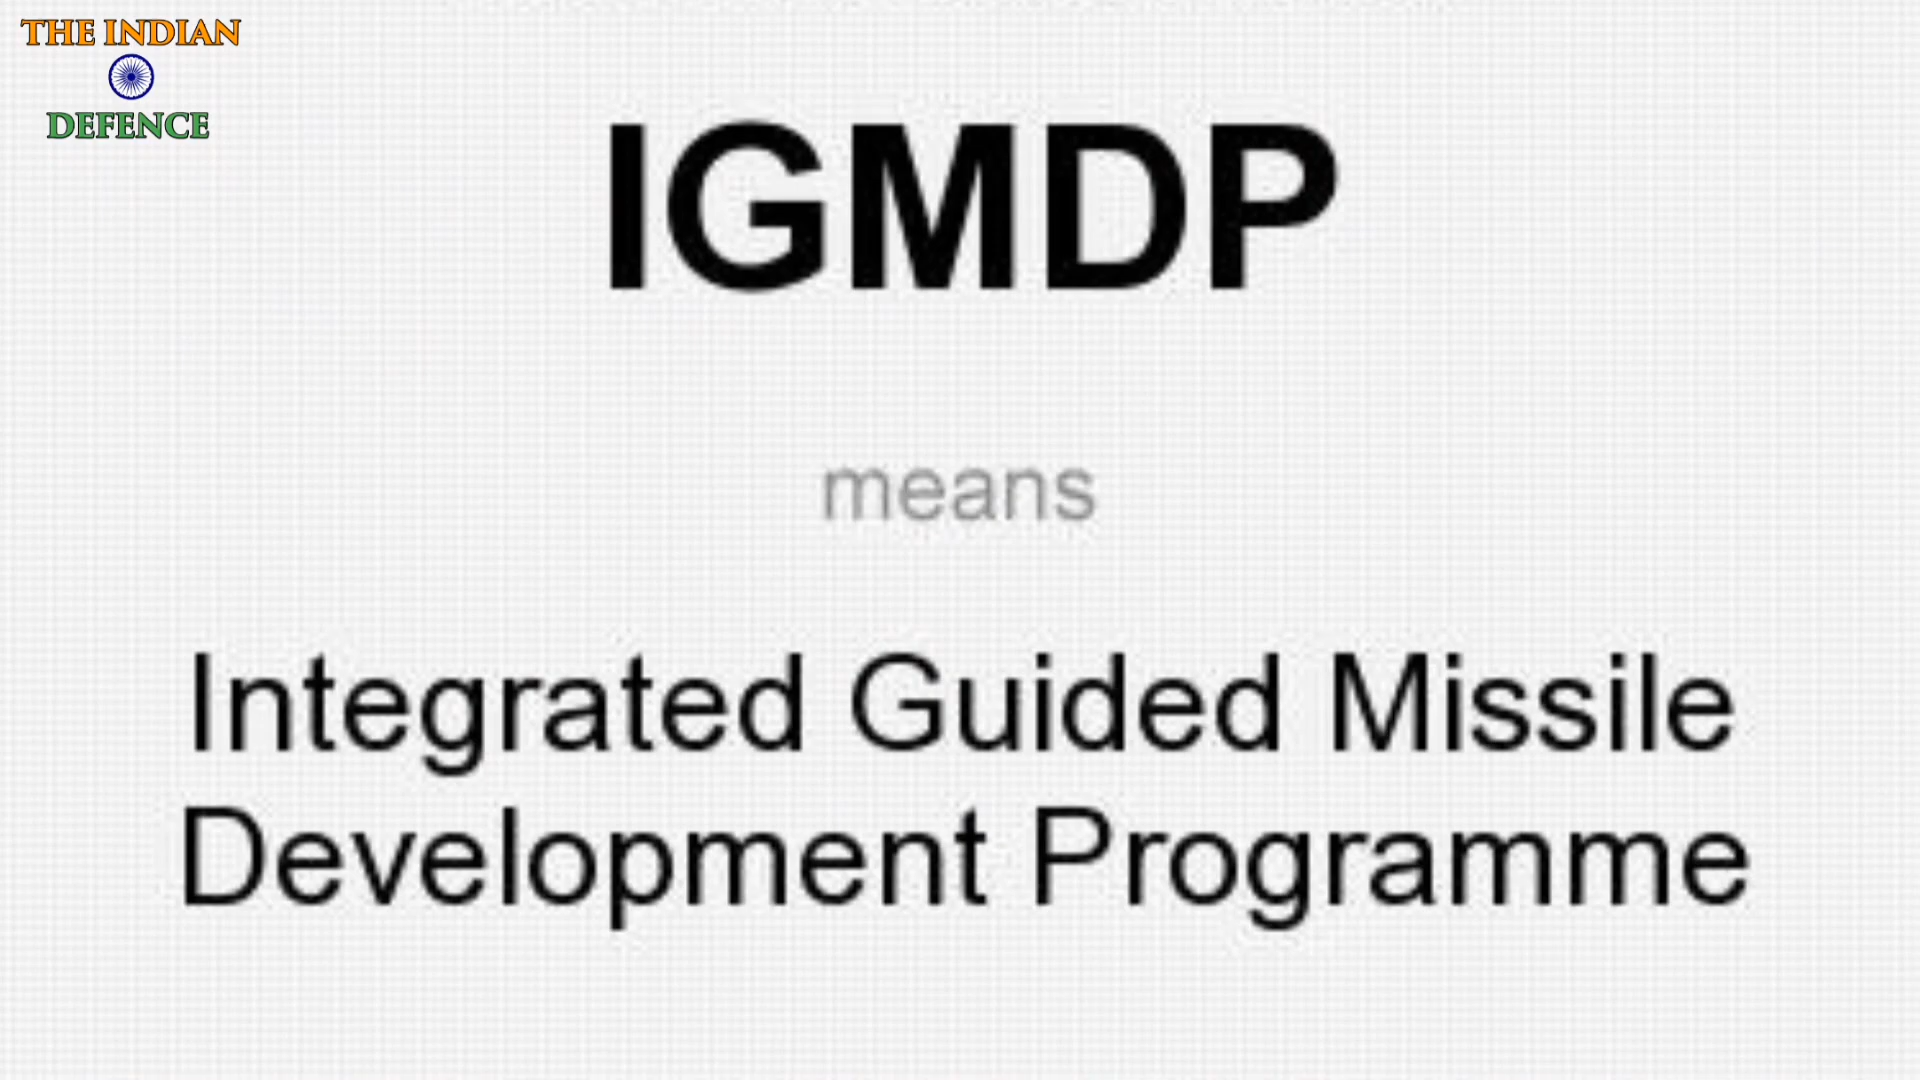 THE INDIAN
DEFENCE
IGMDP
means
Integrated Guided Missile
Development Programme